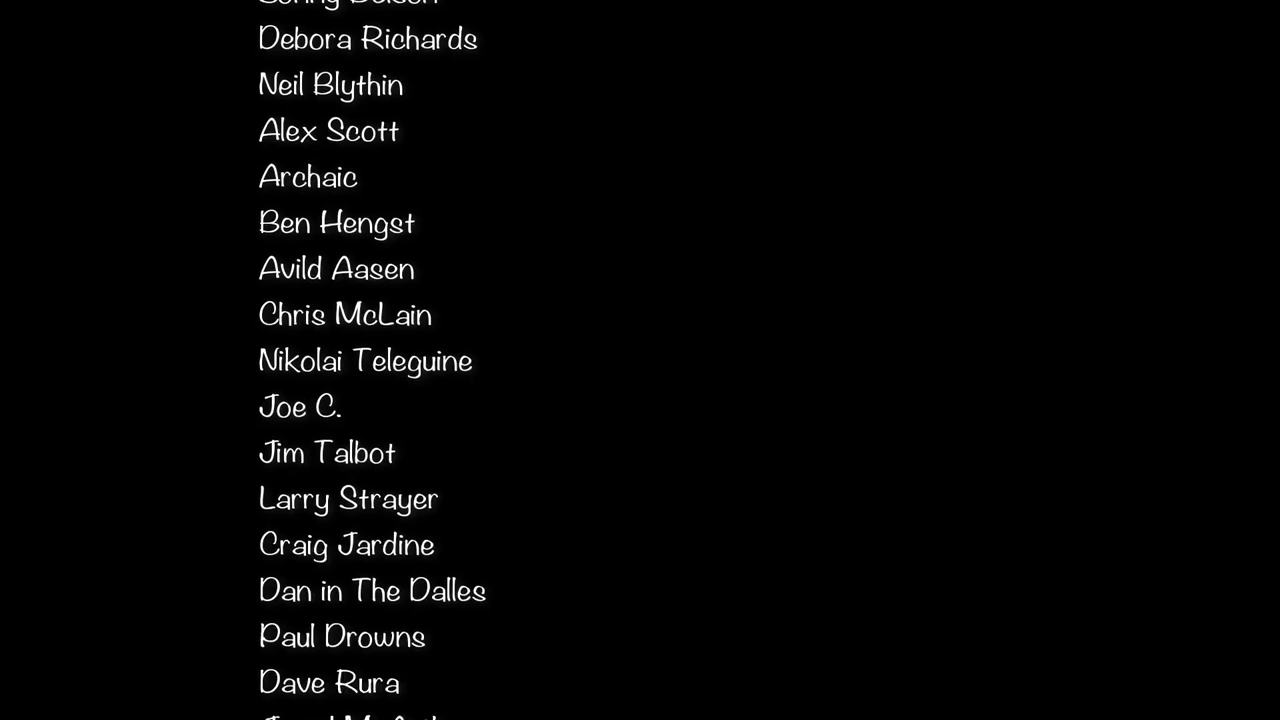 Debora Richards
Neil Blythin
Alex Scott
Archaic
Ben Hengst
Avild Aasen
Chris McLain
Nikolai Teleguine
Joe C.
Jim Talbot
Larry Strayer
Craig Jardine
Dan in The Dalles
Paul Drowns
Dave Rura